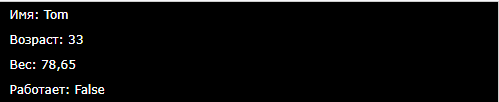 Имя: Tom
Возраст: 33
Вес: 78,65
Работает: False